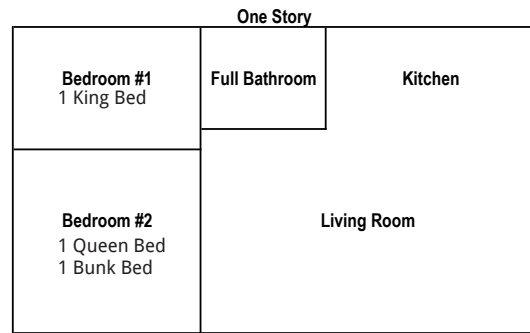 One Story
Bedroom #1
1 King Bed
Full Bathroom
Kitchen
Bedroom #2
1 Queen Bed
1 Bunk Bed
Living Room